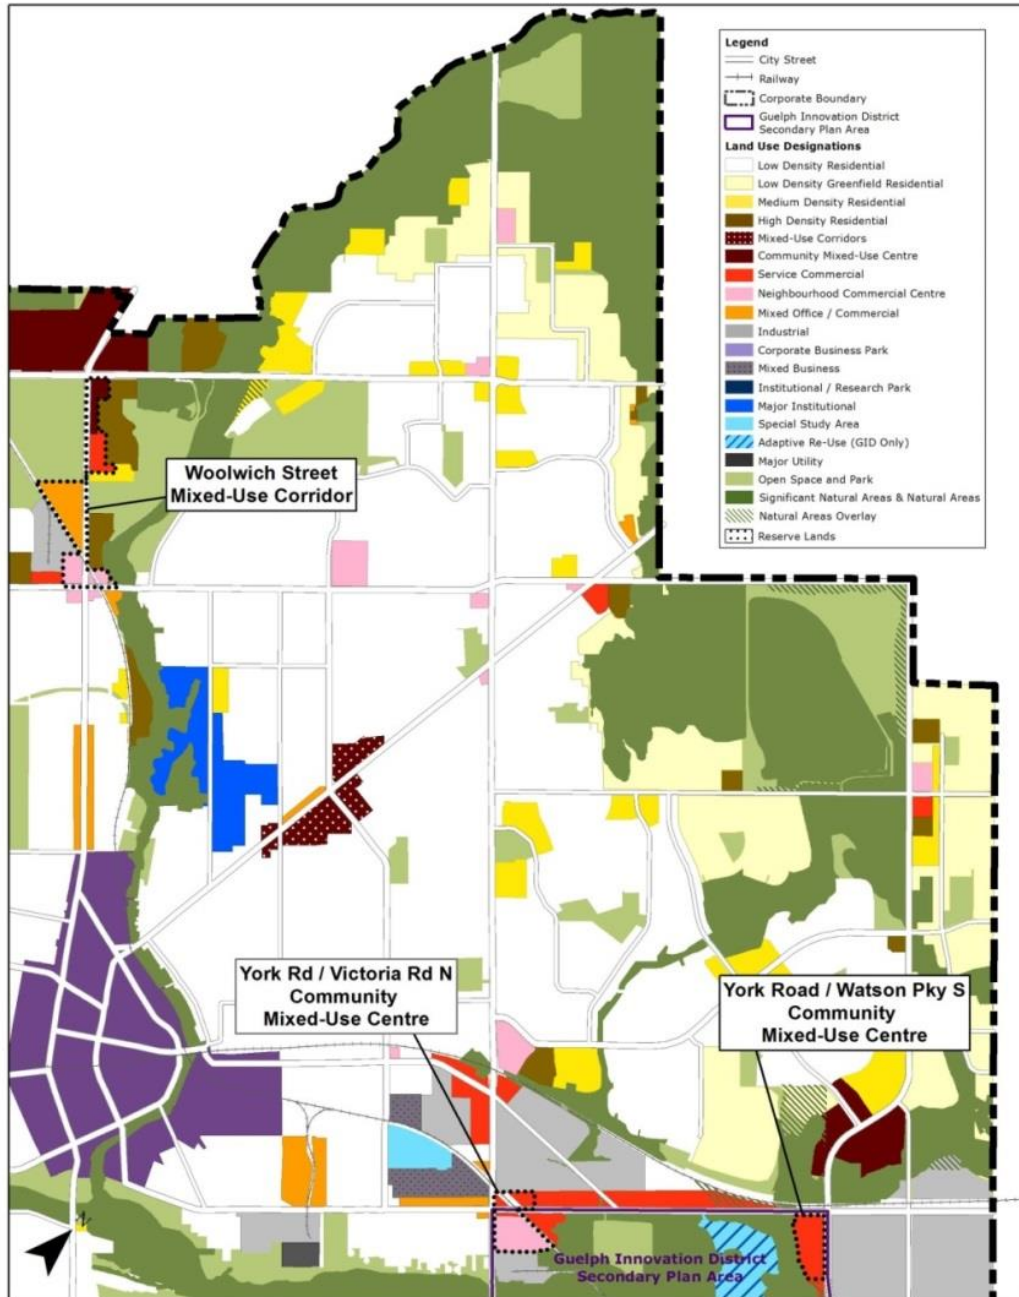 Legend
City Street
Railway
Corporate Boundary
Guelph Innovation District
Secondary Plan Area
Land Use Designations
Low Density Residential
Low Density Greenfield Residential
Medium Density Residential
High Density Residential
Mixed-Use Corridors
Community Mixed-Use Centre
Service Commercial
Neighbourhood Commercial Centre
Mixed Office / Commercial
Industrial
Corporate Business Park
Mixed Business
Institutional / Research Park
Major Institutional
Special Study Area
Adaptive Re-Use (GID Only)
Major Utility
Open Space and Park
Significant Natural Areas & Natural Areas
Natural Areas Overlay
Reserve Lands
Woolwich Street
Mixed-Use Corridor
York Rd / Victoria Rd N
Community
Mixed-Use Centre
York Road / Watson Pky S
Community
Mixed-Use Centre
N
Guelph Innovation District
Secondary Plan Area